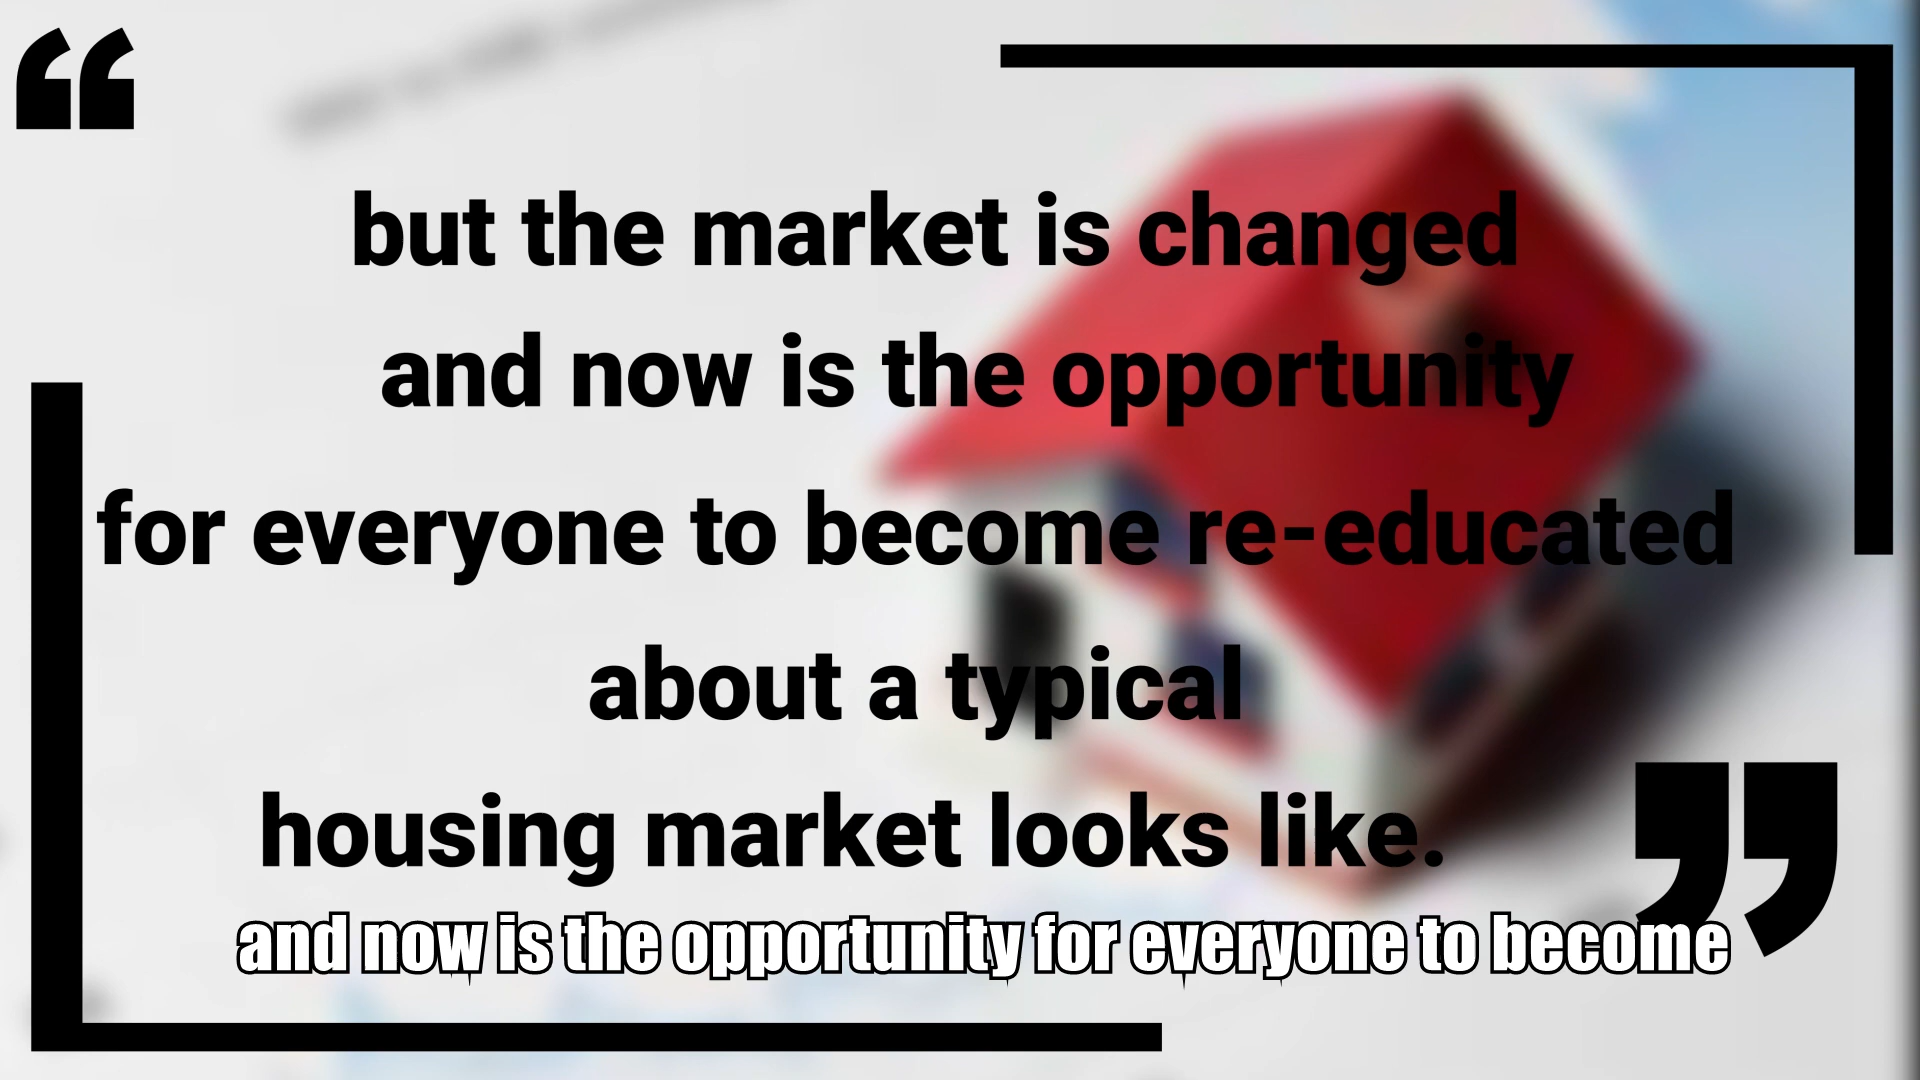 “
but the market is changed
and now is the opportunity
for everyone to become re-educated
about a typical
housing market looks like.
”
and now is the opportunity for everyone to become